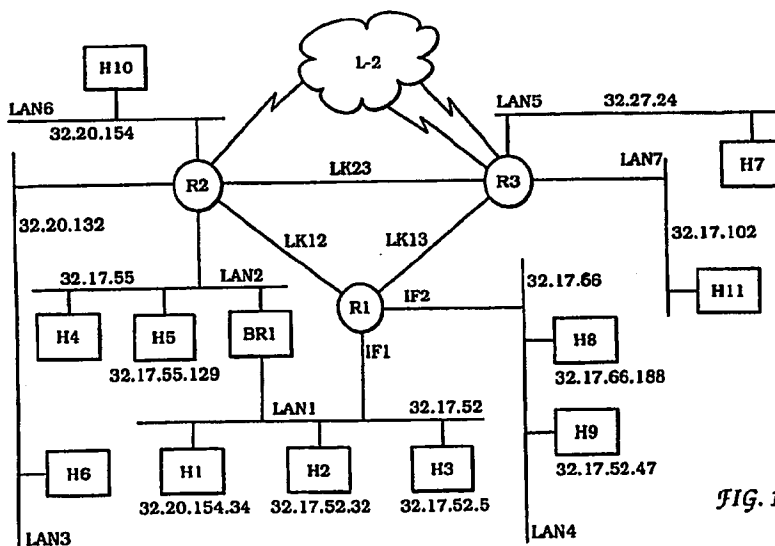 H10
L-2
LAN6
32.20.154
LAN5
32.27.24
R2
LK23
R3
LAN7
H7
32.20.132
LK12
LK13
32.17.102
32.17.55
LAN2
32.17.66
R1
IF2
H11
H4
H5
BR1
IF1
H8
32.17.55.129
32.17.66.188
LAN1
32.17.52
H9
H6
H1
H2
H3
32.17.52.47
32.20.154.34
32.17.52.32
32.17.52.5
LAN3
LAN4